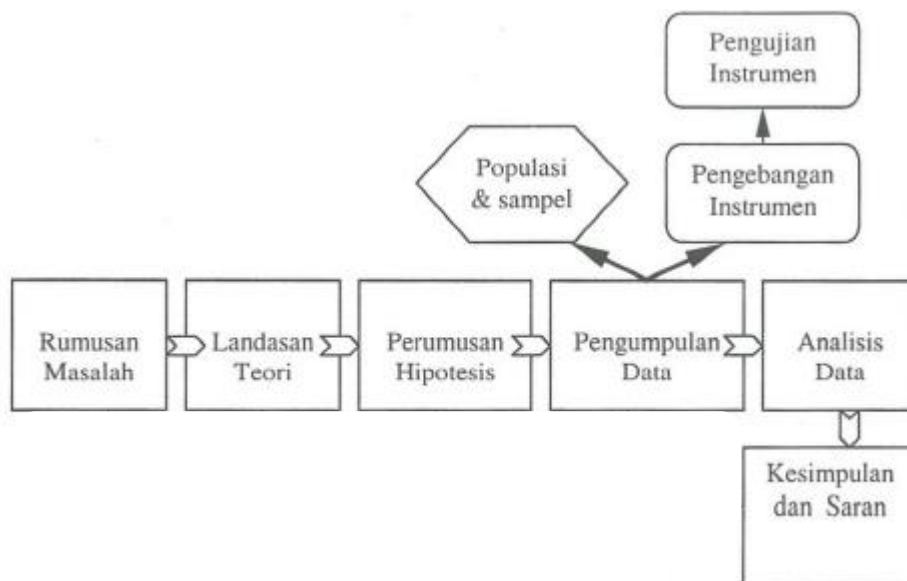 Pengujian
Instrumen
Populasi
& sampel
Pengebangan
Instrumen
Rumusan
Masalah
Landasan
Teori
Perumusan
Hipotesis
Pengumpulan
Data
Analisis
Data
Kesimpulan
dan Saran